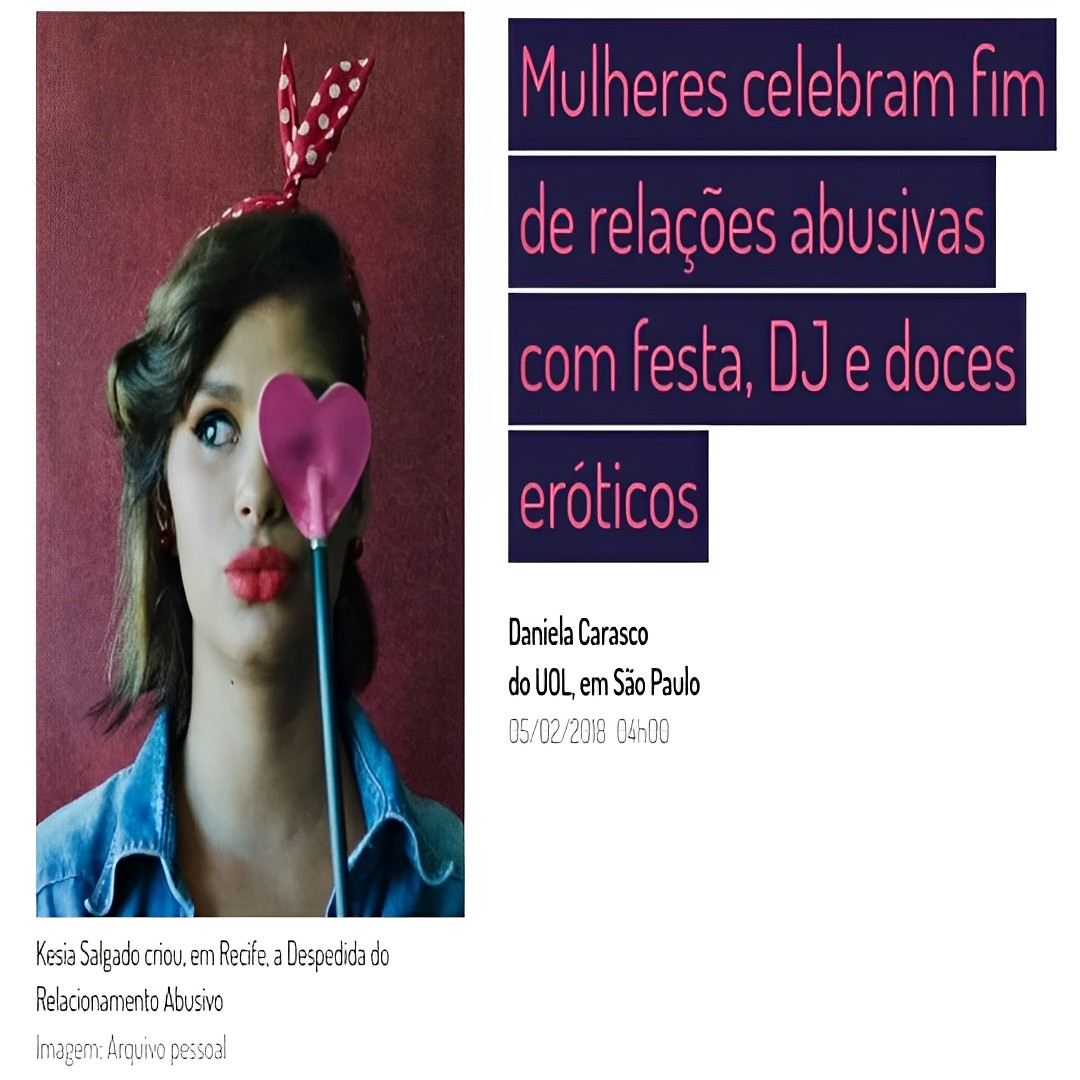 Mulheres celebram fim
de relações abusivas
com festa, DJ e doces
eróticos
Daniela Carasco
do UOL, em São Paulo
05/02/2018 04h00
Kesia Salgado criou, em Recife, a Despedida do
Relacionamento Abusivo
Imagem: Arquivo pessoal